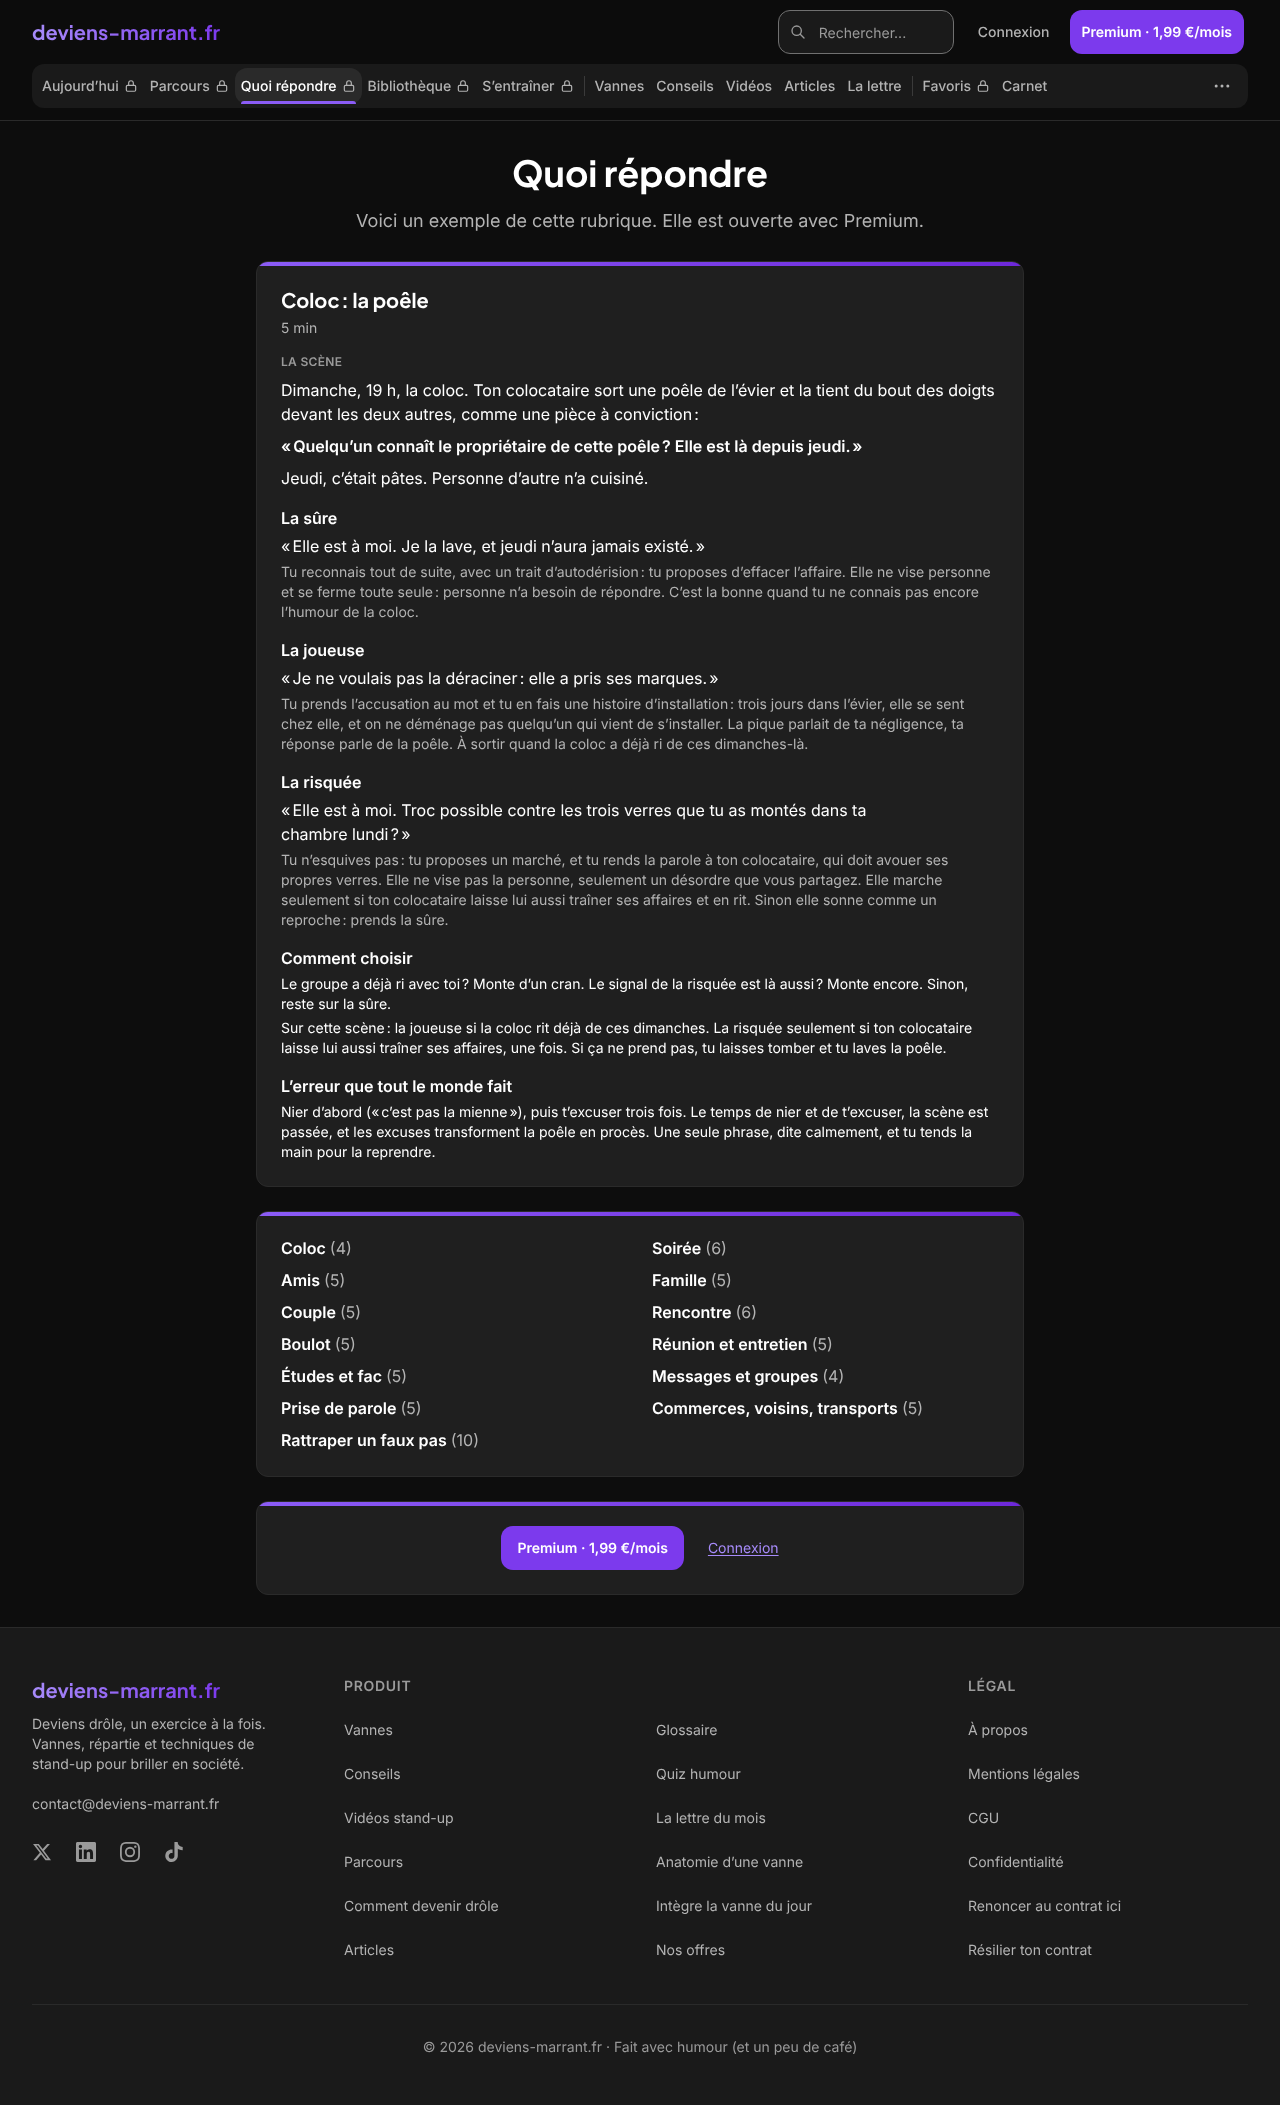 deviens-marrant.fr
Rechercher...
Connexion
Premium · 1,99 €/mois
Aujourd’hui
Parcours
Quoi répondre
Bibliothèque
S’entraîner
Vannes
Conseils
Vidéos
Articles
La lettre
Favoris
Carnet
Quoi répondre
Voici un exemple de cette rubrique. Elle est ouverte avec Premium.
Coloc : la poêle
5 min
LA SCÈNE
Dimanche, 19 h, la coloc. Ton colocataire sort une poêle de l’évier et la tient du bout des doigts
devant les deux autres, comme une pièce à conviction :
« Quelqu’un connaît le propriétaire de cette poêle ? Elle est là depuis jeudi. »
Jeudi, c’était pâtes. Personne d’autre n’a cuisiné.
La sûre
« Elle est à moi. Je la lave, et jeudi n’aura jamais existé. »
Tu reconnais tout de suite, avec un trait d’autodérision : tu proposes d’effacer l’affaire. Elle ne vise personne
et se ferme toute seule : personne n’a besoin de répondre. C’est la bonne quand tu ne connais pas encore
l’humour de la coloc.
La joueuse
« Je ne voulais pas la déraciner : elle a pris ses marques. »
Tu prends l’accusation au mot et tu en fais une histoire d’installation : trois jours dans l’évier, elle se sent
chez elle, et on ne déménage pas quelqu’un qui vient de s’installer. La pique parlait de ta négligence, ta
réponse parle de la poêle. À sortir quand la coloc a déjà ri de ces dimanches-là.
La risquée
« Elle est à moi. Troc possible contre les trois verres que tu as montés dans ta
chambre lundi ? »
Tu n’esquives pas : tu proposes un marché, et tu rends la parole à ton colocataire, qui doit avouer ses
propres verres. Elle ne vise pas la personne, seulement un désordre que vous partagez. Elle marche
seulement si ton colocataire laisse lui aussi traîner ses affaires et en rit. Sinon elle sonne comme un
reproche : prends la sûre.
Comment choisir
Le groupe a déjà ri avec toi ? Monte d’un cran. Le signal de la risquée est là aussi ? Monte encore. Sinon,
reste sur la sûre.
Sur cette scène : la joueuse si la coloc rit déjà de ces dimanches. La risquée seulement si ton colocataire
laisse lui aussi traîner ses affaires, une fois. Si ça ne prend pas, tu laisses tomber et tu laves la poêle.
L’erreur que tout le monde fait
Nier d’abord (« c’est pas la mienne »), puis t’excuser trois fois. Le temps de nier et de t’excuser, la scène est
passée, et les excuses transforment la poêle en procès. Une seule phrase, dite calmement, et tu tends la
main pour la reprendre.
Coloc (4)
Soirée (6)
Amis (5)
Famille (5)
Couple (5)
Rencontre (6)
Boulot (5)
Réunion et entretien (5)
Études et fac (5)
Messages et groupes (4)
Prise de parole (5)
Commerces, voisins, transports (5)
Rattraper un faux pas (10)
Premium · 1,99 €/mois
Connexion
deviens-marrant.fr
Deviens drôle, un exercice à la fois.
Vannes, répartie et techniques de
stand-up pour briller en société.
contact@deviens-marrant.fr
PRODUIT
Vannes
Conseils
Vidéos stand-up
Parcours
Comment devenir drôle
Articles
Glossaire
Quiz humour
La lettre du mois
Anatomie d’une vanne
Intègre la vanne du jour
Nos offres
LÉGAL
À propos
Mentions légales
CGU
Confidentialité
Renoncer au contrat ici
Résilier ton contrat
© 2026 deviens-marrant.fr · Fait avec humour (et un peu de café)